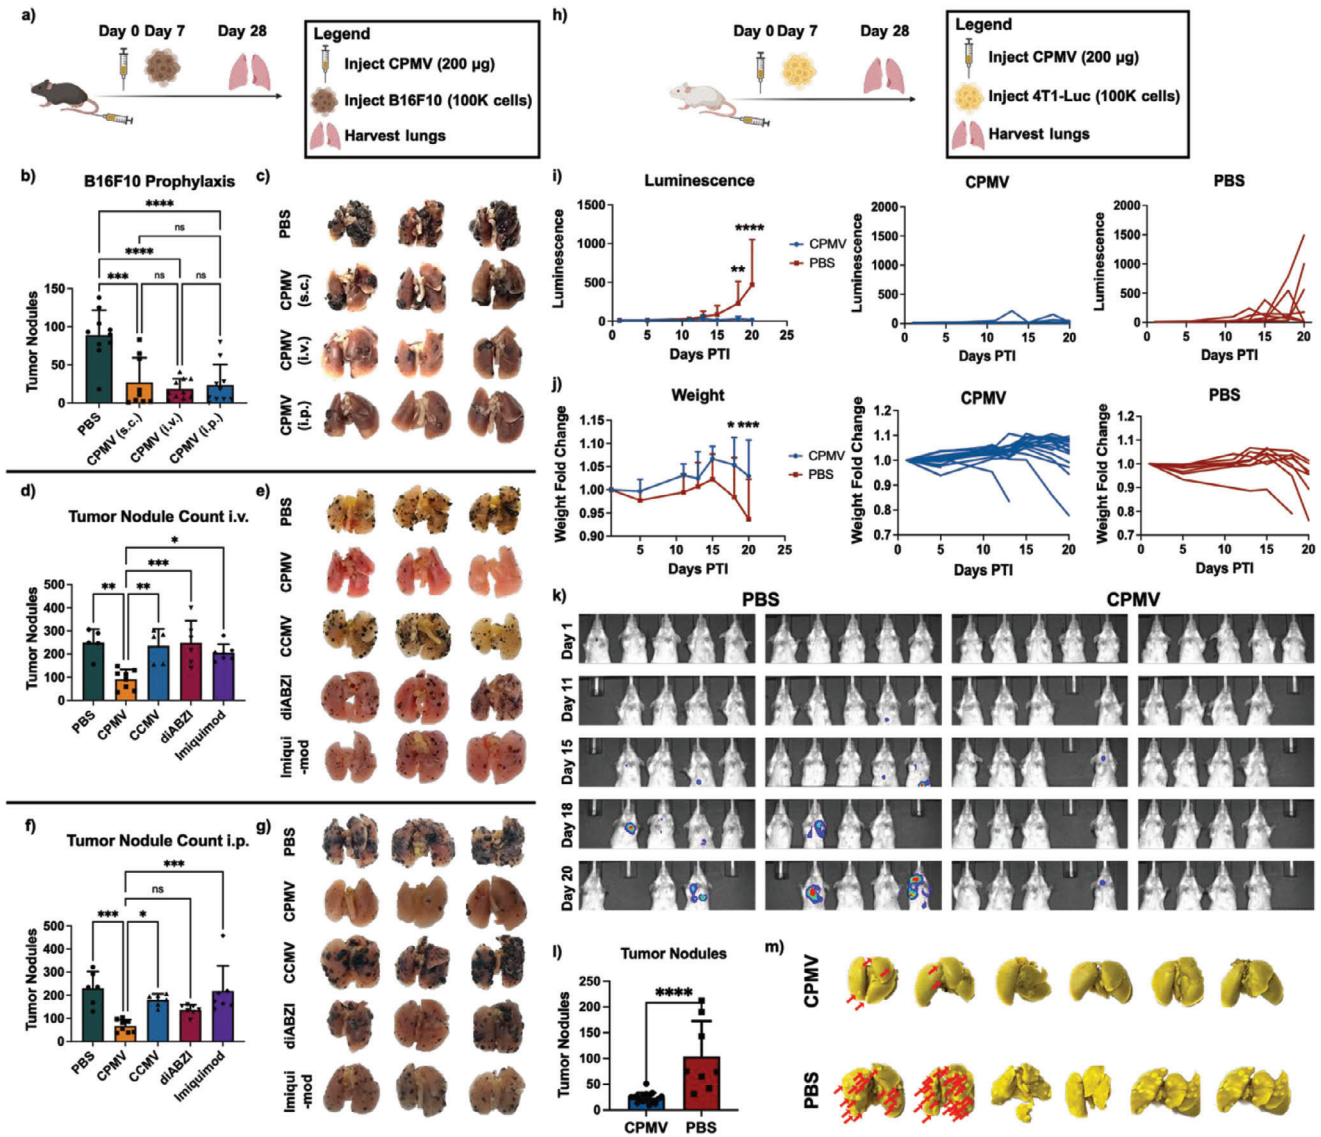 a)
Day 0 Day 7 Day 28
Legend
Inject CPMV (200 µg)
Inject B16F10 (100K cells)
Harvest lungs
h)
Day 0 Day 7 Day 28
Legend
Inject CPMV (200 µg)
Inject 4T1-Luc (100K cells)
Harvest lungs
b)
B16F10 Prophylaxis
****
ns
****
*** ns ns
Tumor Nodules
150
100
50
0
PBS
CPMV (s.c.)
CPMV (i.v.)
CPMV (i.p.)
c)
PBS
CPMV
(s.c.)
CPMV
(i.v.)
CPMV
(i.p.)
d)
Tumor Nodule Count i.v.
*
***
** **
Tumor Nodules
500
400
300
200
100
0
PBS
CPMV
CCMV
diABZI
Imiquimod
e)
PBS
CPMV
CCMV
diABZI
Imiqui
-mod
f)
Tumor Nodule Count i.p.
***
ns
*** *
Tumor Nodules
500
400
300
200
100
0
PBS
CPMV
CCMV
diABZI
Imiquimod
g)
PBS
CPMV
CCMV
diABZI
Imiqui
-mod
i)
Luminescence
Luminescence
1500
1000
500
0
** ****
CPMV
PBS
0 5 10 15 20 25
Days PTI
CPMV
Luminescence
2000
1500
1000
500
0
0 5 10 15 20
Days PTI
PBS
Luminescence
2000
1500
1000
500
0
0 5 10 15 20
Days PTI
j)
Weight
Weight Fold Change
1.15
1.10
1.05
1.00
0.95
0.90
* ***
CPMV
PBS
5 10 15 20 25
Days PTI
CPMV
Weight Fold Change
1.2
1.1
1.0
0.9
0.8
0.7
0 5 10 15 20
Days PTI
PBS
Weight Fold Change
1.2
1.1
1.0
0.9
0.8
0.7
0 5 10 15 20
Days PTI
k)
PBS CPMV
Day 1
Day 11
Day 15
Day 18
Day 20
l)
Tumor Nodules
****
Tumor Nodules
250
200
150
100
50
0
CPMV PBS
m)
CPMV
PBS